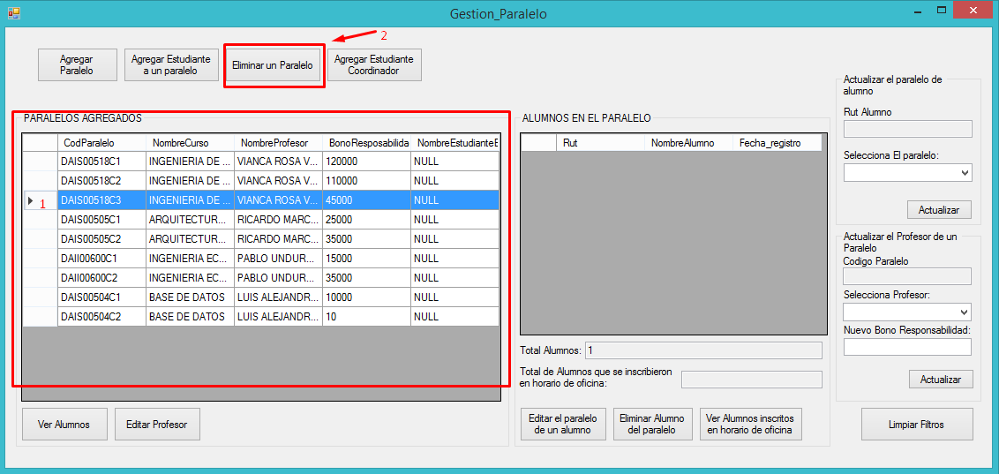 Gestion_Paralelo
2
Agregar
Paralelo
Agregar Estudiante
a un paralelo
Eliminar un Paralelo
Agregar Estudiante
Coordinador
PARALELOS AGREGADOS
CodParalelo NombreCurso NombreProfesor BonoResposabilida NombreEstudianteE
DAIS00518C1 INGENIERIA DE ... VIANCA ROSA V... 120000 NULL
DAIS00518C2 INGENIERIA DE ... VIANCA ROSA V... 110000 NULL
1 DAIS00518C3 INGENIERIA DE ... VIANCA ROSA V... 45000 NULL
DAIS00505C1 ARQUITECTUR... RICARDO MARC... 25000 NULL
DAIS00505C2 ARQUITECTUR... RICARDO MARC... 35000 NULL
DAII00600C1 INGENIERIA EC... PABLO UNDUR... 15000 NULL
DAII00600C2 INGENIERIA EC... PABLO UNDUR... 35000 NULL
DAIS00504C1 BASE DE DATOS LUIS ALEJANDR... 10000 NULL
DAIS00504C2 BASE DE DATOS LUIS ALEJANDR... 10 NULL
Ver Alumnos
Editar Profesor
ALUMNOS EN EL PARALELO
Rut NombreAlumno Fecha_registro
Total Alumnos: 1
Total de Alumnos que se inscribieron
en horario de oficina:
Editar el paralelo
de un alumno
Eliminar Alumno
del paralelo
Ver Alumnos inscritos
en horario de oficina
Actualizar el paralelo de
alumno
Rut Alumno
Selecciona El paralelo:
Actualizar
Actualizar el Profesor de un
Paralelo
Codigo Paralelo
Selecciona Profesor:
Nuevo Bono Responsabilidad:
Actualizar
Limpiar Filtros